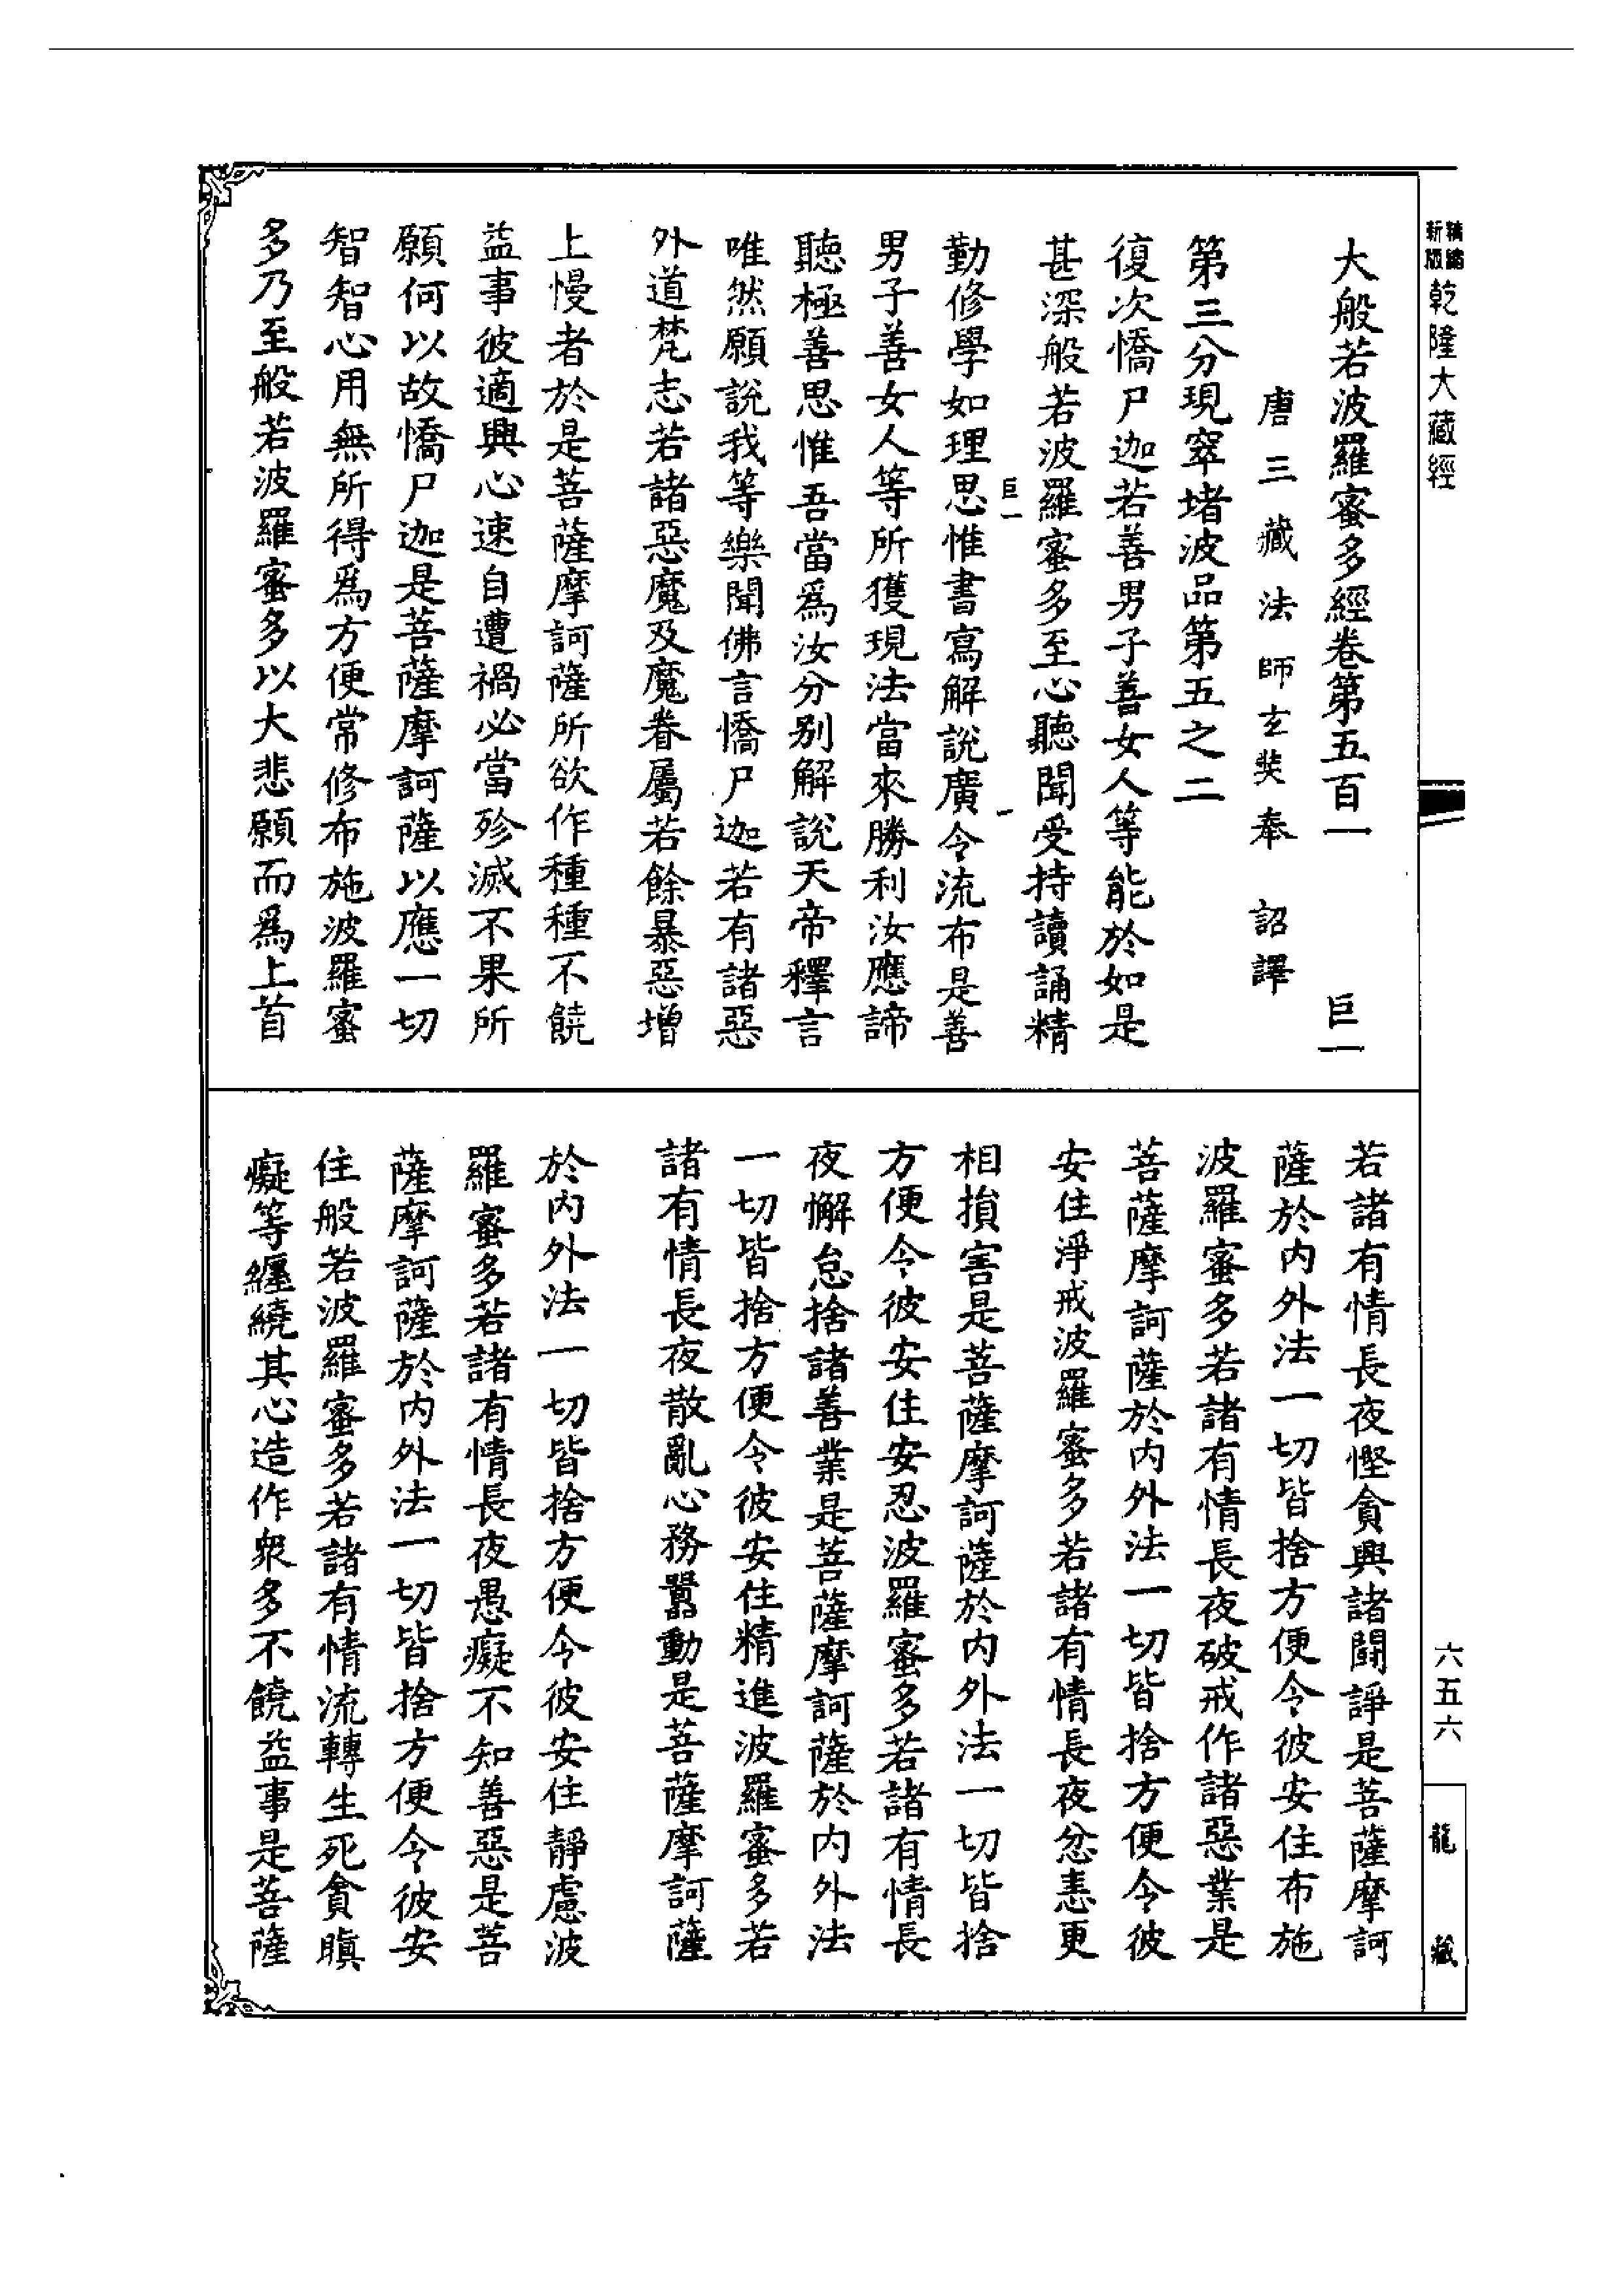 精縮新版乾隆大藏經
大般若波羅蜜多經卷第五百一 巨一
唐三藏法師玄奘奉 詔譯
第三分現窣堵波品第五之二
復次憍尸迦若善男子善女人等能於如是
甚深般若波羅蜜多至心聽聞受持讀誦精
巨一 一
勤修學如理思惟書寫解說廣令流布是善
男子善女人等所獲現法當來勝利汝應諦
聽極善思惟吾當爲汝分別解說天帝釋言
唯然願說我等樂聞佛言憍尸迦若有諸惡
外道梵志若諸惡魔及魔眷屬若餘暴惡增
上慢者於是菩薩摩訶薩所欲作種種不饒
益事彼適興心速自遭禍必當殄滅不果所
願何以故憍尸迦是菩薩摩訶薩以應一切
智智心用無所得爲方便常修布施波羅蜜
多乃至般若波羅蜜多以大悲願而爲上首
若諸有情長夜慳貪興諸鬪諍是菩薩摩訶
薩於內外法一切皆捨方便令彼安住布施
波羅蜜多若諸有情長夜破戒作諸惡業是
菩薩摩訶薩於內外法一切皆捨方便令彼
安住淨戒波羅蜜多若諸有情長夜忿恚更
相損害是菩薩摩訶薩於內外法一切皆捨
方便令彼安住安忍波羅蜜多若諸有情長
夜懈怠捨諸善業是菩薩摩訶薩於內外法
一切皆捨方便令彼安住精進波羅蜜多若
諸有情長夜散亂心務囂動是菩薩摩訶薩
於內外法一切皆捨方便令彼安住靜慮波
羅蜜多若諸有情長夜愚癡不知善惡是菩
薩摩訶薩於內外法一切皆捨方便令彼安
住般若波羅蜜多若諸有情流轉生死貪瞋
癡等纏繞其心造作衆多不饒益事是菩薩
六五六
龍藏